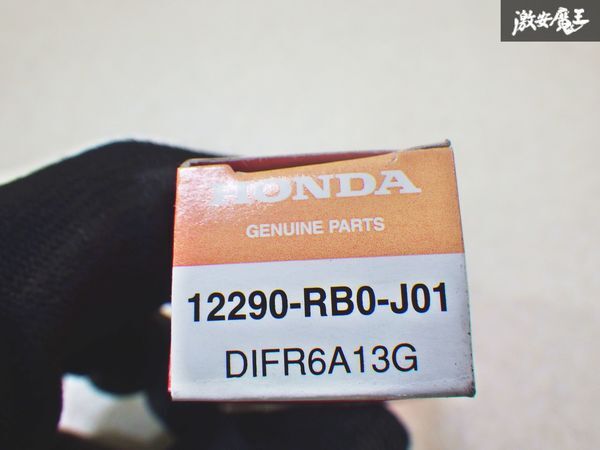 激安魔王
HONDA
GENUINE PARTS
12290-RB0-J01
DIFR6A13G